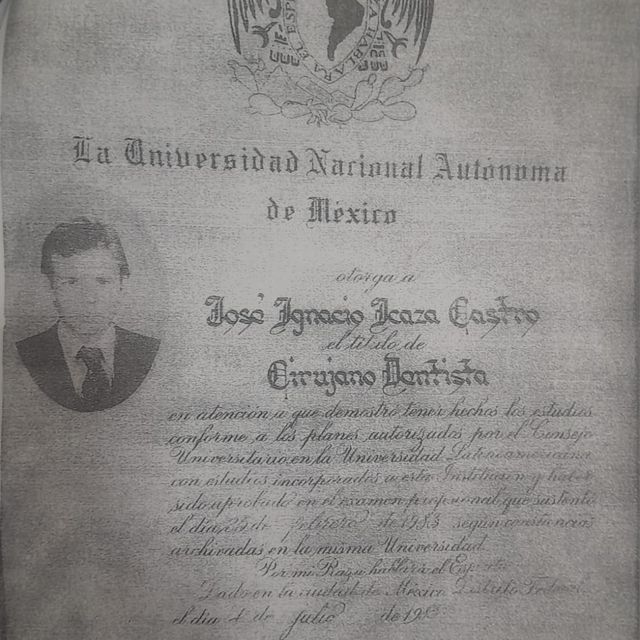 ESP
A HABLARA EL
La Universidad Nacional Autónoma
de México
otorga a
José Ignacio Icaza Castro
el título de
Cirujano Dentista
en atención a que demostró tener hechos los estudios
conforme a los planes autorizados por el Consejo
Universitario en la Universidad Latinoamericana
con estudios incorporados a esta Institución y haber
sido aprobado en el examen profesional que sustentó
el día de febrero de 1983 según constancias
archivadas en la misma Universidad.
Por mi Raza hablará el Espíritu
Dado en la ciudad de México Distrito Federal
el día de julio de